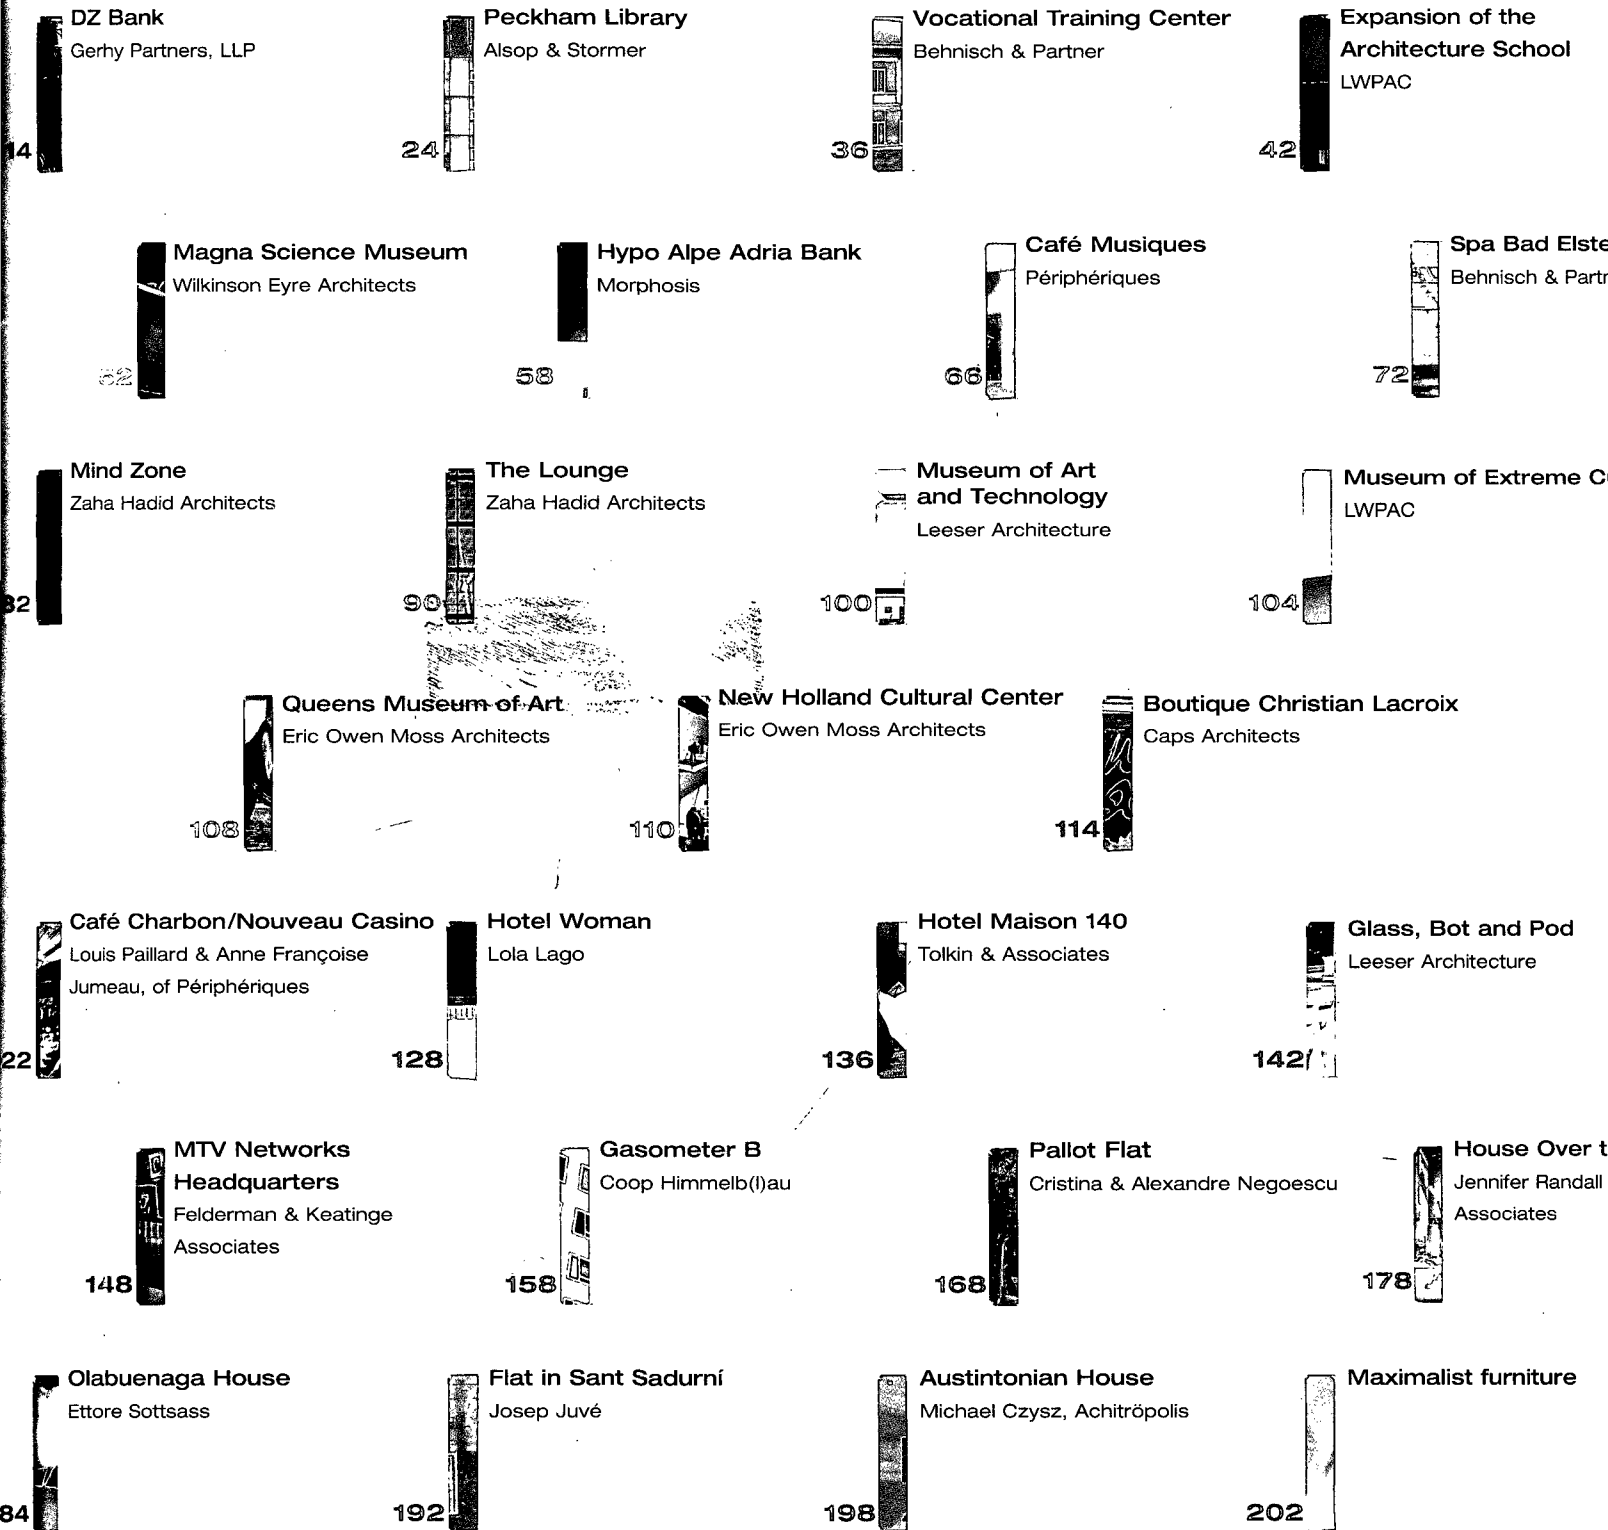 DZ Bank
Gerhy Partners, LLP
14
Peckham Library
Alsop & Stormer
24
Vocational Training Center
Behnisch & Partner
36
Expansion of the
Architecture School
LWPAC
42
Magna Science Museum
Wilkinson Eyre Architects
52
Hypo Alpe Adria Bank
Morphosis
58
Café Musiques
Périphériques
66
Spa Bad Elste
Behnisch & Partn
72
Mind Zone
Zaha Hadid Architects
82
The Lounge
Zaha Hadid Architects
90
Museum of Art
and Technology
Leeser Architecture
100
Museum of Extreme C
LWPAC
104
Queens Museum of Art
Eric Owen Moss Architects
108
New Holland Cultural Center
Eric Owen Moss Architects
110
Boutique Christian Lacroix
Caps Architects
114
Café Charbon/Nouveau Casino
Louis Paillard & Anne Françoise
Jumeau, of Périphériques
22
Hotel Woman
Lola Lago
128
Hotel Maison 140
Tolkin & Associates
136
Glass, Bot and Pod
Leeser Architecture
142
MTV Networks
Headquarters
Felderman & Keatinge
Associates
148
Gasometer B
Coop Himmelb(l)au
158
Pallot Flat
Cristina & Alexandre Negoescu
168
House Over t
Jennifer Randall
Associates
178
Olabuenaga House
Ettore Sottsass
84
Flat in Sant Sadurní
Josep Juvé
192
Austintonian House
Michael Czysz, Achitröpolis
198
Maximalist furniture
202